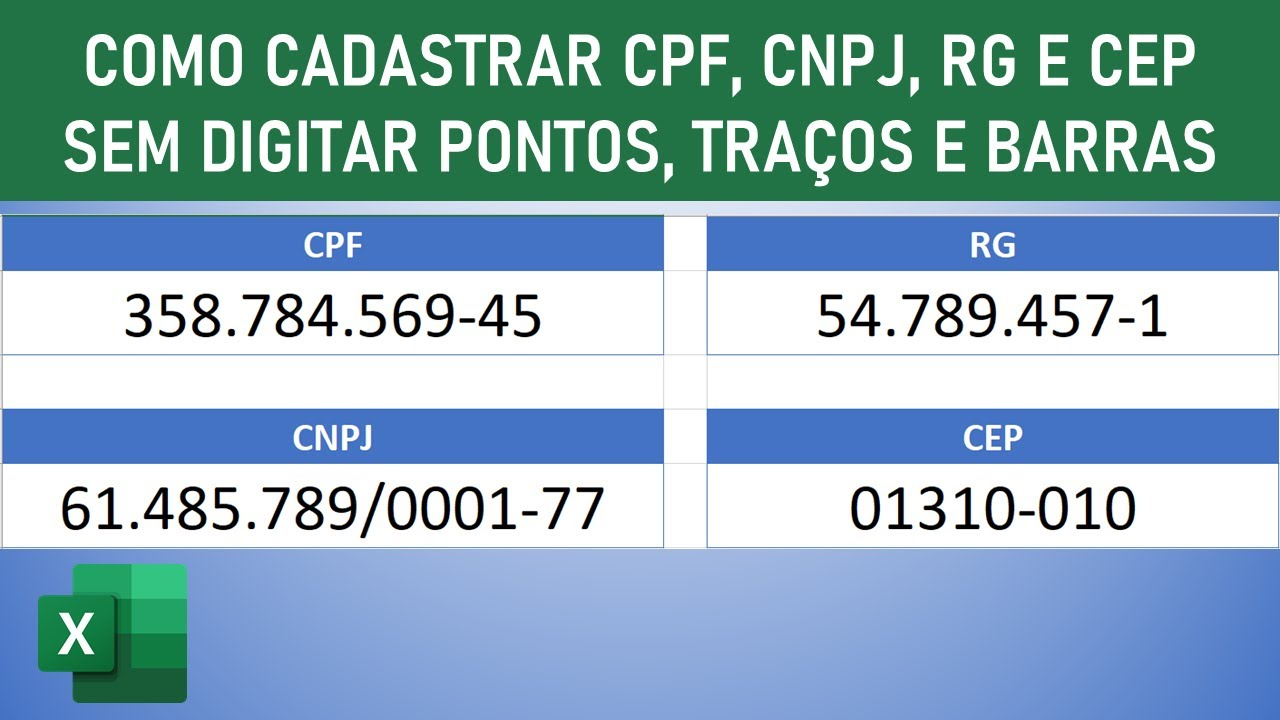 COMO CADASTRAR CPF, CNPJ, RG E CEP
SEM DIGITAR PONTOS, TRAÇOS E BARRAS
CPF
RG
358.784.569-45
54.789.457-1
CNPJ
CEP
61.485.789/0001-77
01310-010
X